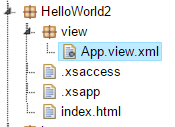 HelloWorld2
view
App.view.xml
.xsaccess
.xsapp
index.html